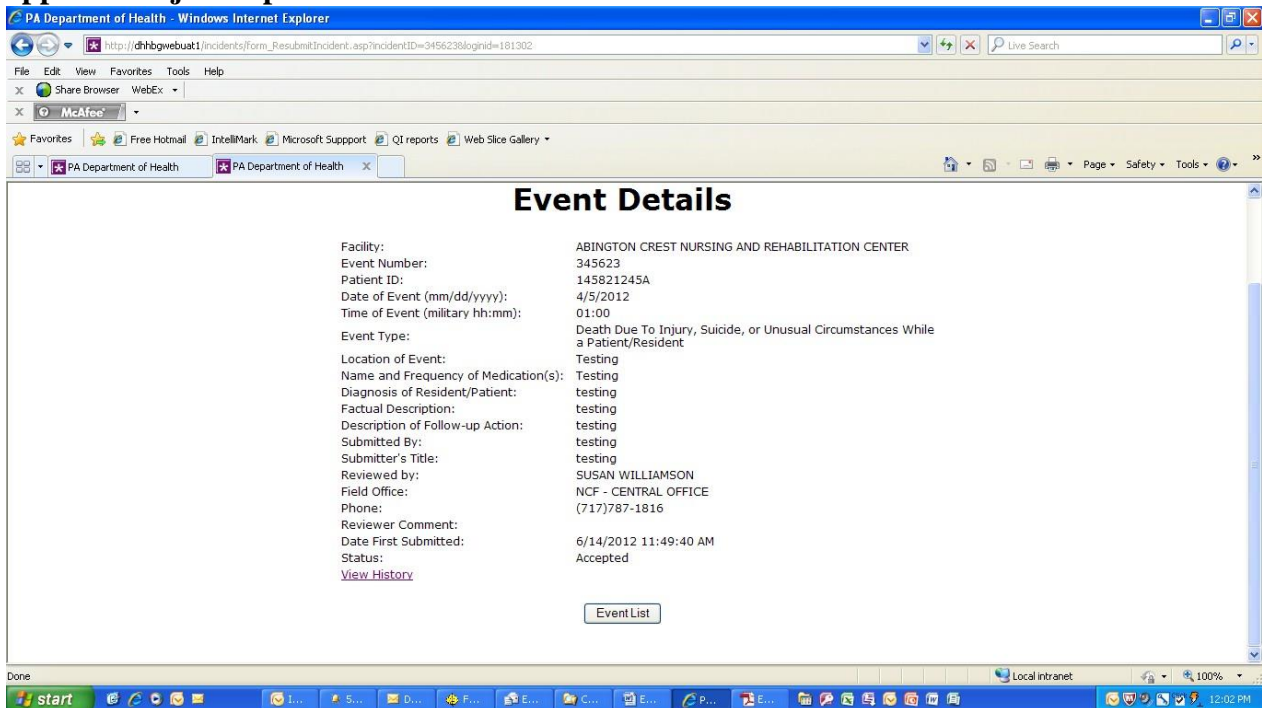 PA Department of Health - Windows Internet Explorer
http://dhhbgwebuat1/incidents/form_ResubmitIncident.asp?incidentID=345623&loginid=181302
Live Search
File Edit View Favorites Tools Help
x Share Browser WebEx
x McAfee
Favorites Free Hotmail IntelliMark Microsoft Suppport QI reports Web Slice Gallery
PA Department of Health PA Department of Health x Page Safety Tools »
Event Details
Facility: ABINGTON CREST NURSING AND REHABILITATION CENTER
Event Number: 345623
Patient ID: 145821245A
Date of Event (mm/dd/yyyy): 4/5/2012
Time of Event (military hh:mm): 01:00
Event Type: Death Due To Injury, Suicide, or Unusual Circumstances While
a Patient/Resident
Location of Event: Testing
Name and Frequency of Medication(s): Testing
Diagnosis of Resident/Patient: testing
Factual Description: testing
Description of Follow-up Action: testing
Submitted By: testing
Submitter's Title: testing
Reviewed by: SUSAN WILLIAMSON
Field Office: NCF - CENTRAL OFFICE
Phone: (717)787-1816
Reviewer Comment:
Date First Submitted: 6/14/2012 11:49:40 AM
Status: Accepted
View History
Event List
Done Local intranet 100%
start I... S... D... F... E... C... E... P... E... 12:02 PM